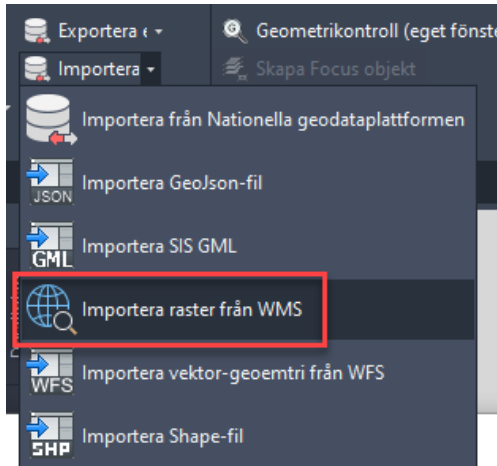 Exportera e
Geometrikontroll (eget fönste
Importera
Skapa Focus objekt
Importera från Nationella geodataplattformen
JSON
Importera GeoJson-fil
GML
Importera SIS GML
Importera raster från WMS
WFS
Importera vektor-geoemtri från WFS
SHP
Importera Shape-fil